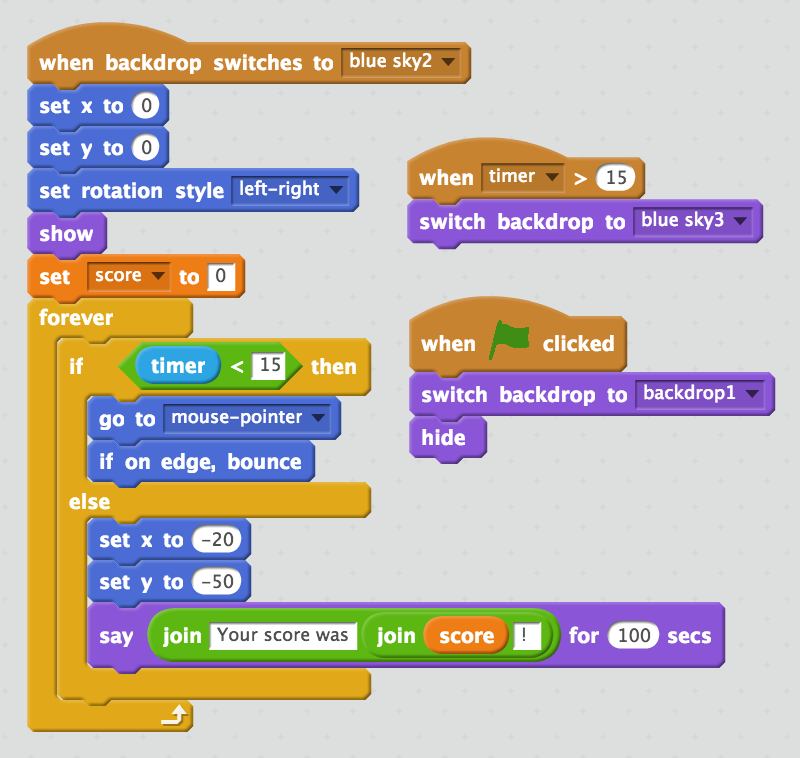 when backdrop switches to blue sky2
set x to 0
set y to 0
set rotation style left-right
show
set score to 0
forever
if timer < 15 then
go to mouse-pointer
if on edge, bounce
else
set x to -20
set y to -50
say join Your score was join score ! for 100 secs
when timer > 15
switch backdrop to blue sky3
when clicked
switch backdrop to backdrop1
hide